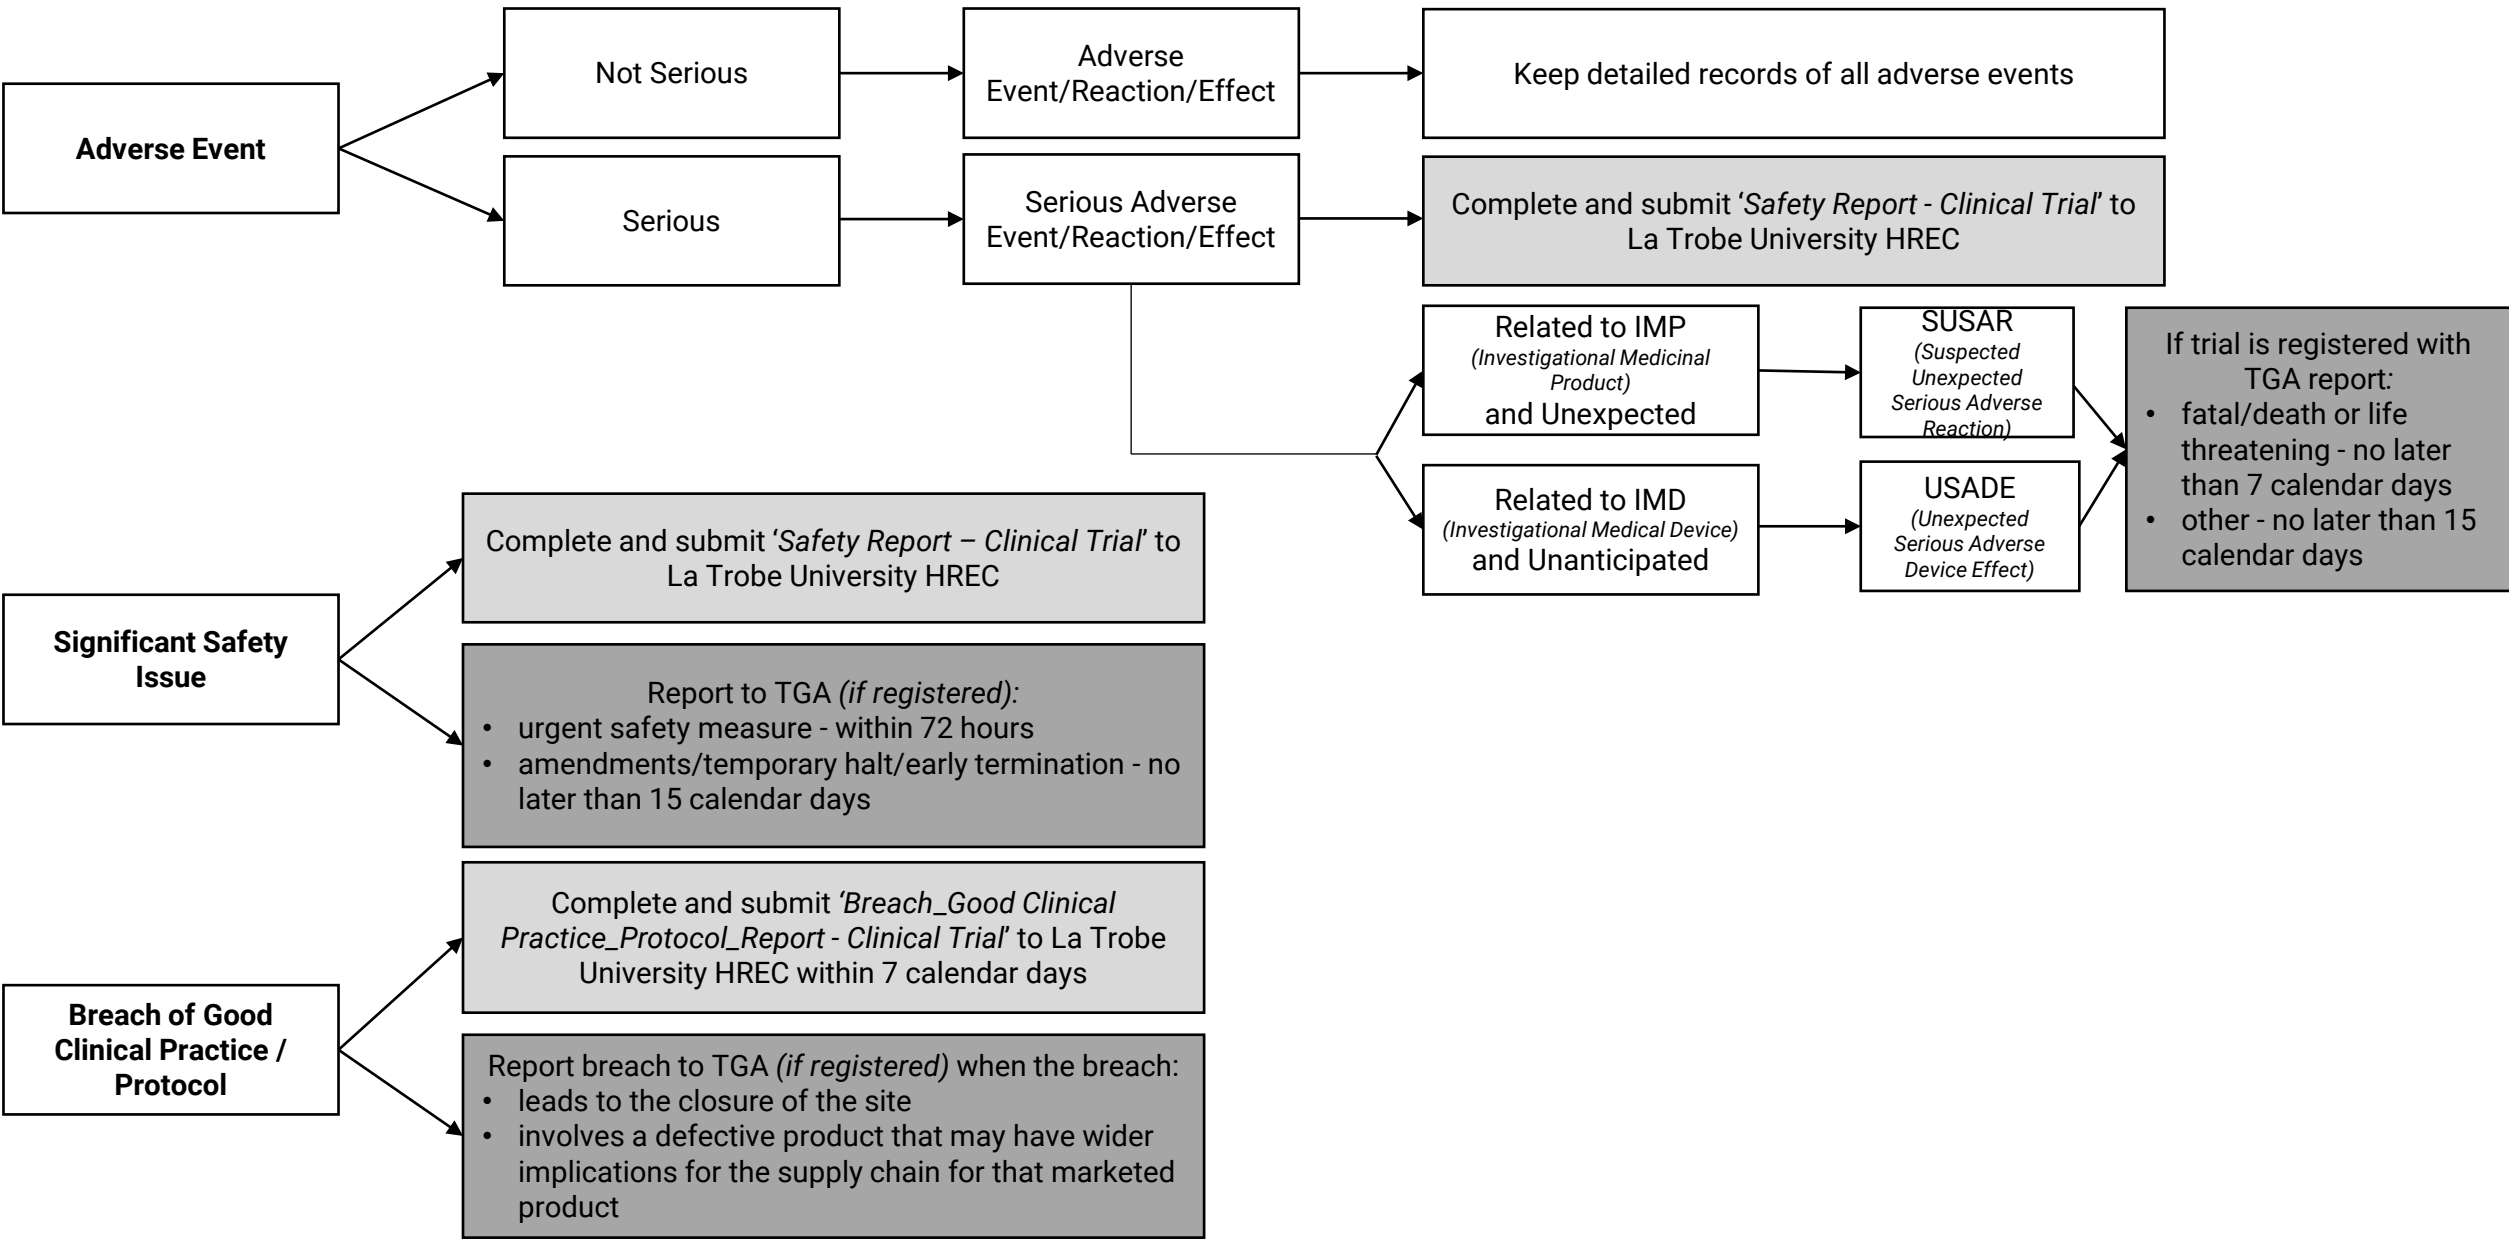 Adverse Event
Not Serious
Adverse
Event/Reaction/Effect
Keep detailed records of all adverse events
Serious
Serious Adverse
Event/Reaction/Effect
Complete and submit ‘Safety Report - Clinical Trial’ to
La Trobe University HREC
Related to IMP
(Investigational Medicinal
Product)
and Unexpected
SUSAR
(Suspected
Unexpected
Serious Adverse
Reaction)
Related to IMD
(Investigational Medical Device)
and Unanticipated
USADE
(Unexpected
Serious Adverse
Device Effect)
If trial is registered with
TGA report:
• fatal/death or life
threatening - no later
than 7 calendar days
• other - no later than 15
calendar days
Significant Safety
Issue
Complete and submit ‘Safety Report – Clinical Trial’ to
La Trobe University HREC
Report to TGA (if registered):
• urgent safety measure - within 72 hours
• amendments/temporary halt/early termination - no
later than 15 calendar days
Breach of Good
Clinical Practice /
Protocol
Complete and submit ‘Breach_Good Clinical
Practice_Protocol_Report - Clinical Trial’ to La Trobe
University HREC within 7 calendar days
Report breach to TGA (if registered) when the breach:
• leads to the closure of the site
• involves a defective product that may have wider
implications for the supply chain for that marketed
product